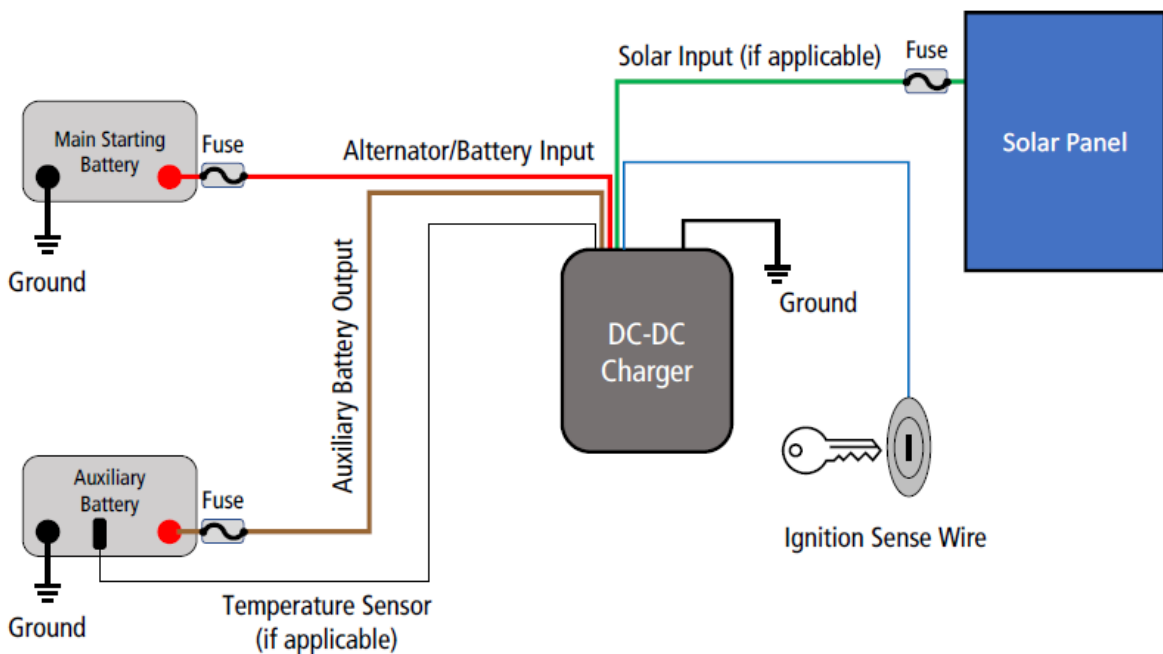 Solar Input (if applicable)
Fuse
Solar Panel
Main Starting
Battery
Fuse
Alternator/Battery Input
Ground
Auxiliary Battery Output
DC-DC
Charger
Ground
Auxiliary
Battery
Fuse
Ground
Temperature Sensor
(if applicable)
Ignition Sense Wire